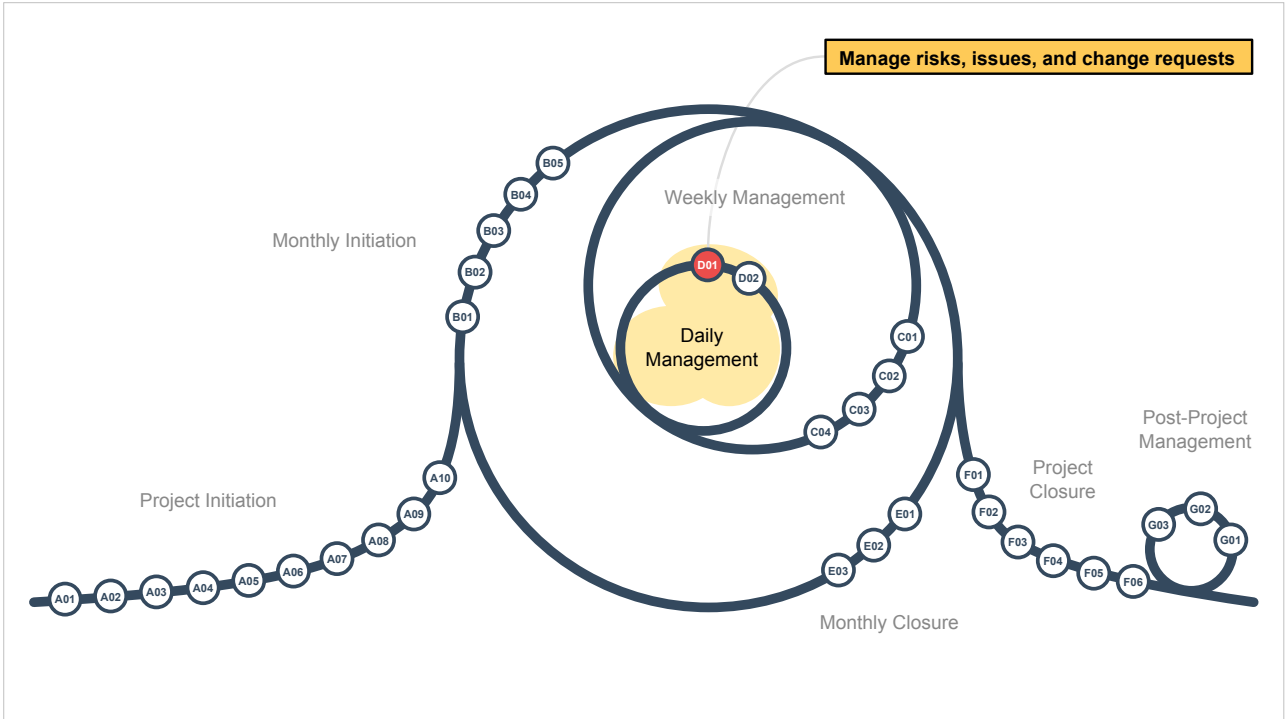 Manage risks, issues, and change requests
B05
B04
Weekly Management
B03
Monthly Initiation
D01
B02
D02
B01
Daily
Management
C01
C02
C03
C04
Post-Project
Management
A10
Project Initiation
Project
Closure
F01
A09
E01
F02
G02
G03
A08
E02
F03
G01
A07
A06
E03
F04
F05
F06
A05
A04
A03
A02
A01
Monthly Closure